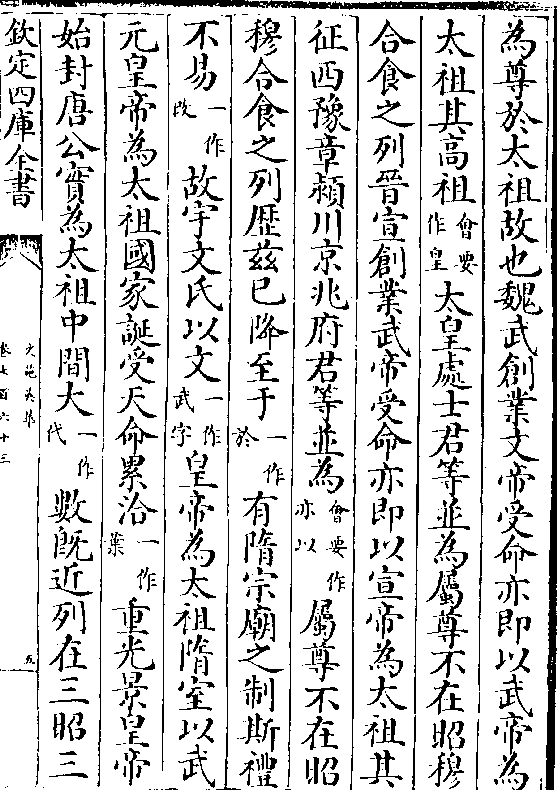 為尊於太祖故也魏武創業文帝受命亦即以武帝為
太祖其高祖會要作皇太皇處士君等並為屬尊不在昭穆
合食之列晉宣創業武帝受命亦即以宣帝為太祖其
征西豫章潁川京兆府君等並為會要作亦以屬尊不在昭
穆合食之列歷茲已降至于一作於有隋宗廟之制斯禮
不易一作改故宇文氏以文一作武字皇帝為太祖隋室以武
元皇帝為太祖國家誕受天命累洽一作葉重光景皇帝
始封唐公實為太祖中間大一作代數既近列在三昭三
欽定四庫全書
文苑英華
卷七百六十三
五